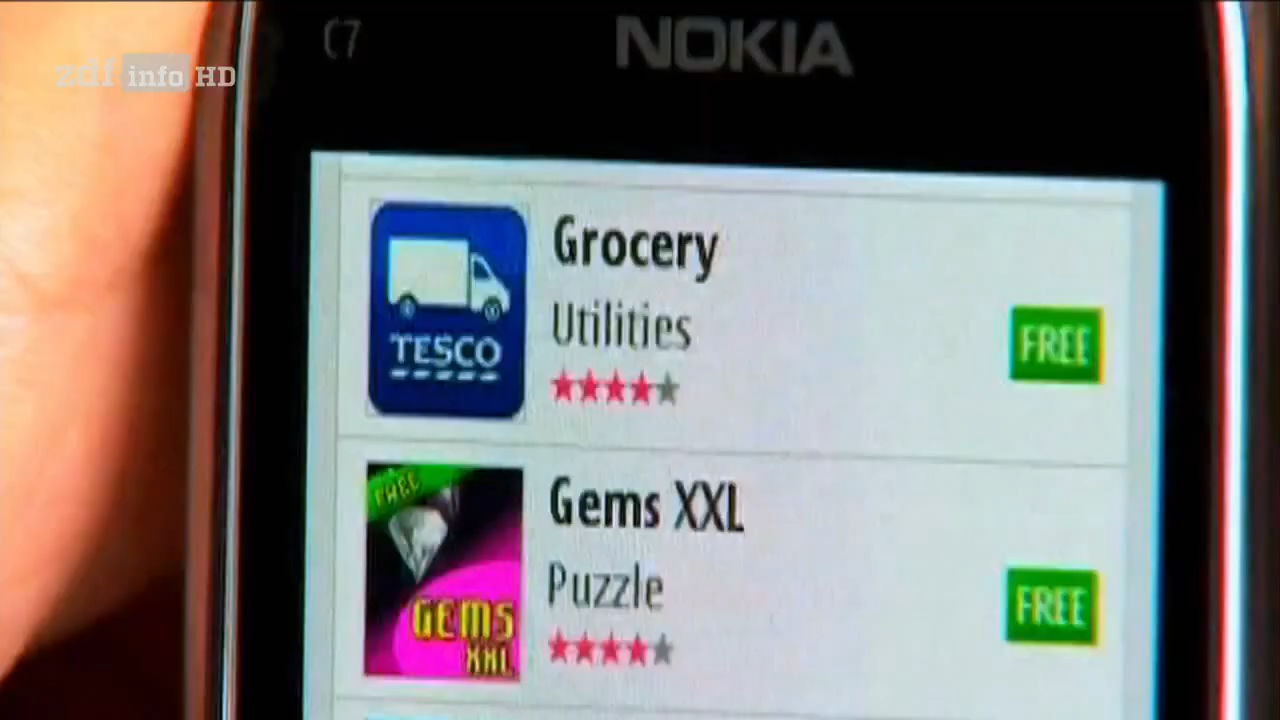 C7
NOKIA
zdf info HD
Grocery
TESCO
Utilities
FREE
FREE
Gems XXL
Puzzle
GEMS
XXL
FREE